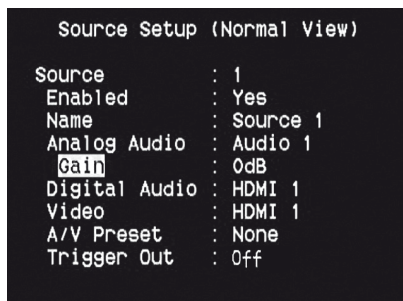 Source Setup (Normal View)
Source : 1
Enabled : Yes
Name : Source 1
Analog Audio : Audio 1
Gain : 0dB
Digital Audio : HDMI 1
Video : HDMI 1
A/V Preset : None
Trigger Out : Off